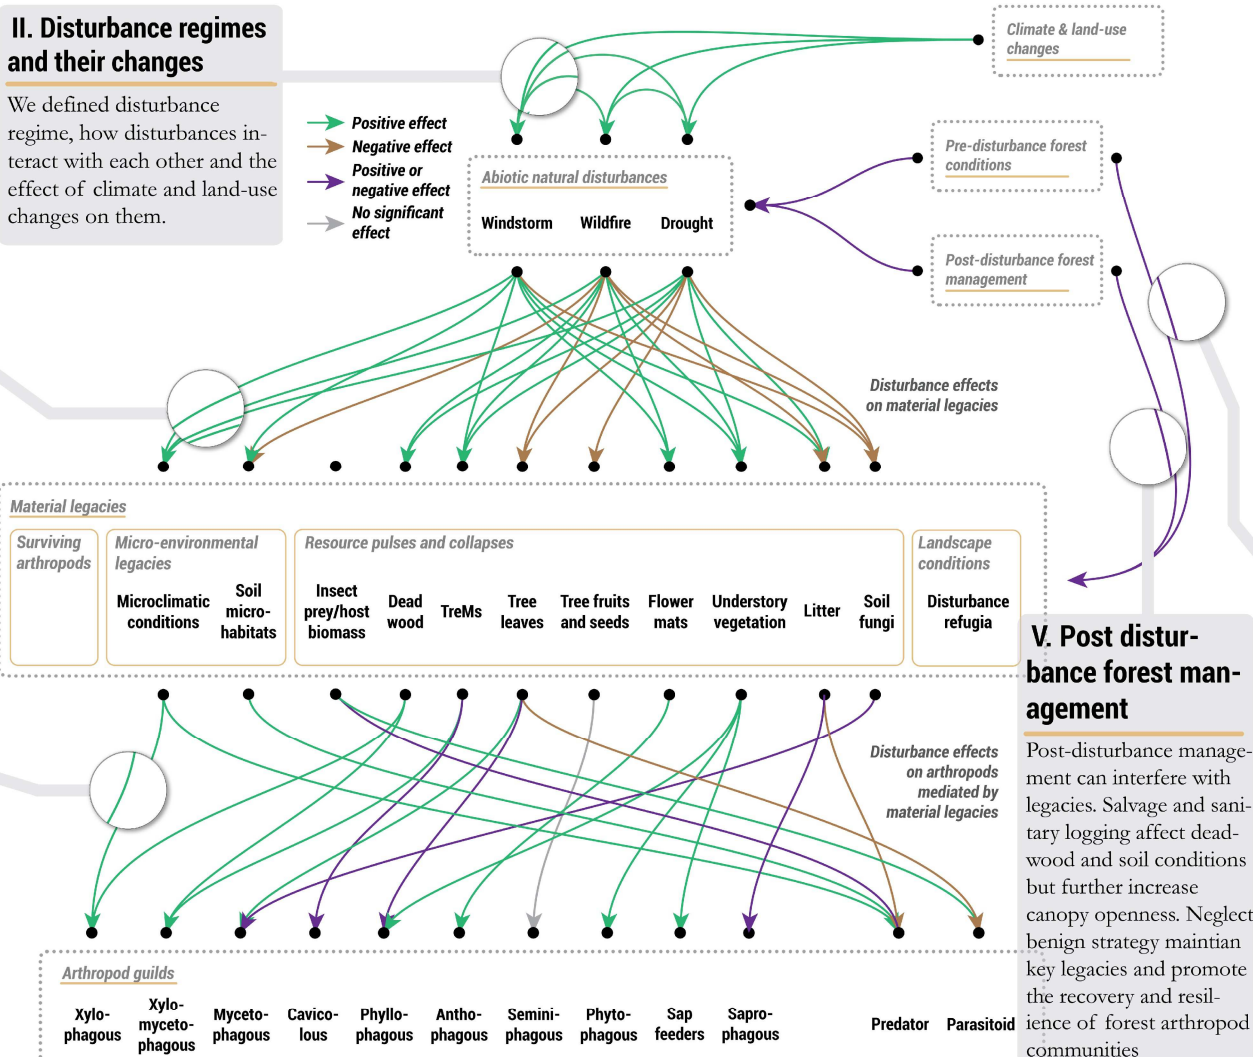 II. Disturbance regimes
and their changes
We defined disturbance
regime, how disturbances in-
teract with each other and the
effect of climate and land-use
changes on them.
Positive effect
Negative effect
Positive or
negative effect
No significant
effect
Climate & land-use
changes
Pre-disturbance forest
conditions
Post-disturbance forest
management
Abiotic natural disturbances
Windstorm Wildfire Drought
Disturbance effects
on material legacies
Material legacies
Surviving
arthropods
Micro-environmental
legacies
Microclimatic
conditions
Soil
micro-
habitats
Resource pulses and collapses
Insect
prey/host
biomass
Dead
wood
TreMs
Tree
leaves
Tree fruits
and seeds
Flower
mats
Understory
vegetation
Litter
Soil
fungi
Landscape
conditions
Disturbance
refugia
Disturbance effects
on arthropods
mediated by
material legacies
V. Post distur-
bance forest man-
agement
Post-disturbance manage-
ment can interfere with
legacies. Salvage and sani-
tary logging affect dead-
wood and soil conditions
but further increase
canopy openness. Neglect
benign strategy maintian
key legacies and promote
the recovery and resil-
ience of forest arthropod
communities
Arthropod guilds
Xylo-
phagous
Xylo-
myceto-
phagous
Myceto-
phagous
Cavico-
lous
Phyllo-
phagous
Antho-
phagous
Semini-
phagous
Phyto-
phagous
Sap
feeders
Sapro-
phagous
Predator
Parasitoid